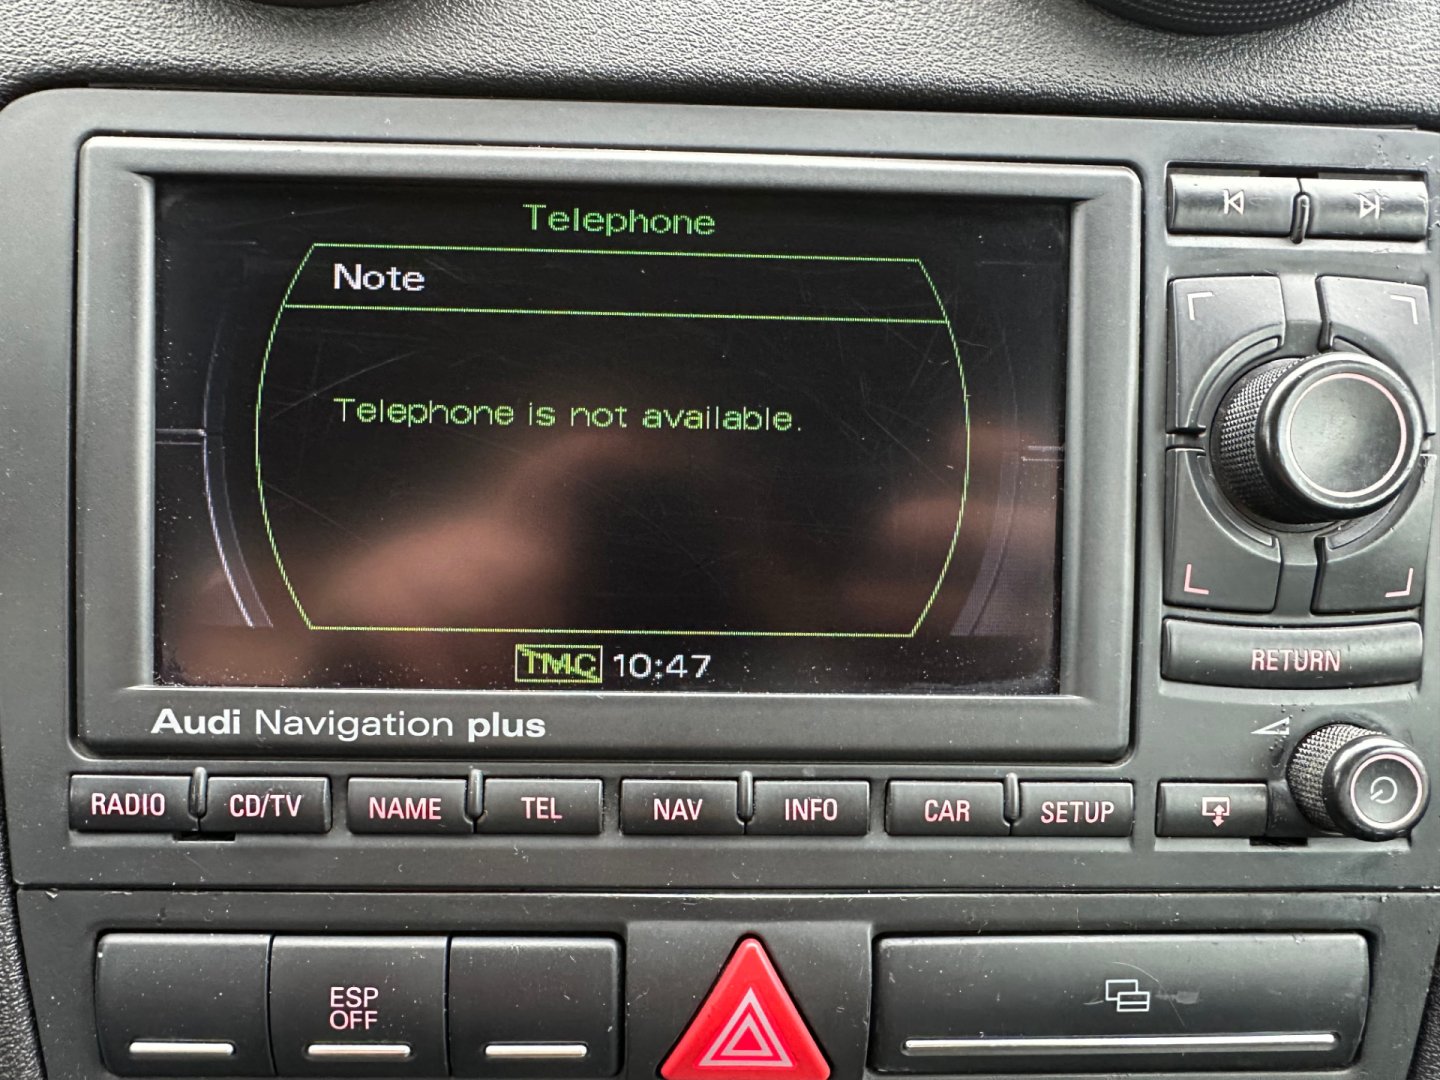 Telephone
Note
Telephone is not available.
TMC 10:47
Audi Navigation plus
RETURN
RADIO CD/TV NAME TEL NAV INFO CAR SETUP
ESP
OFF